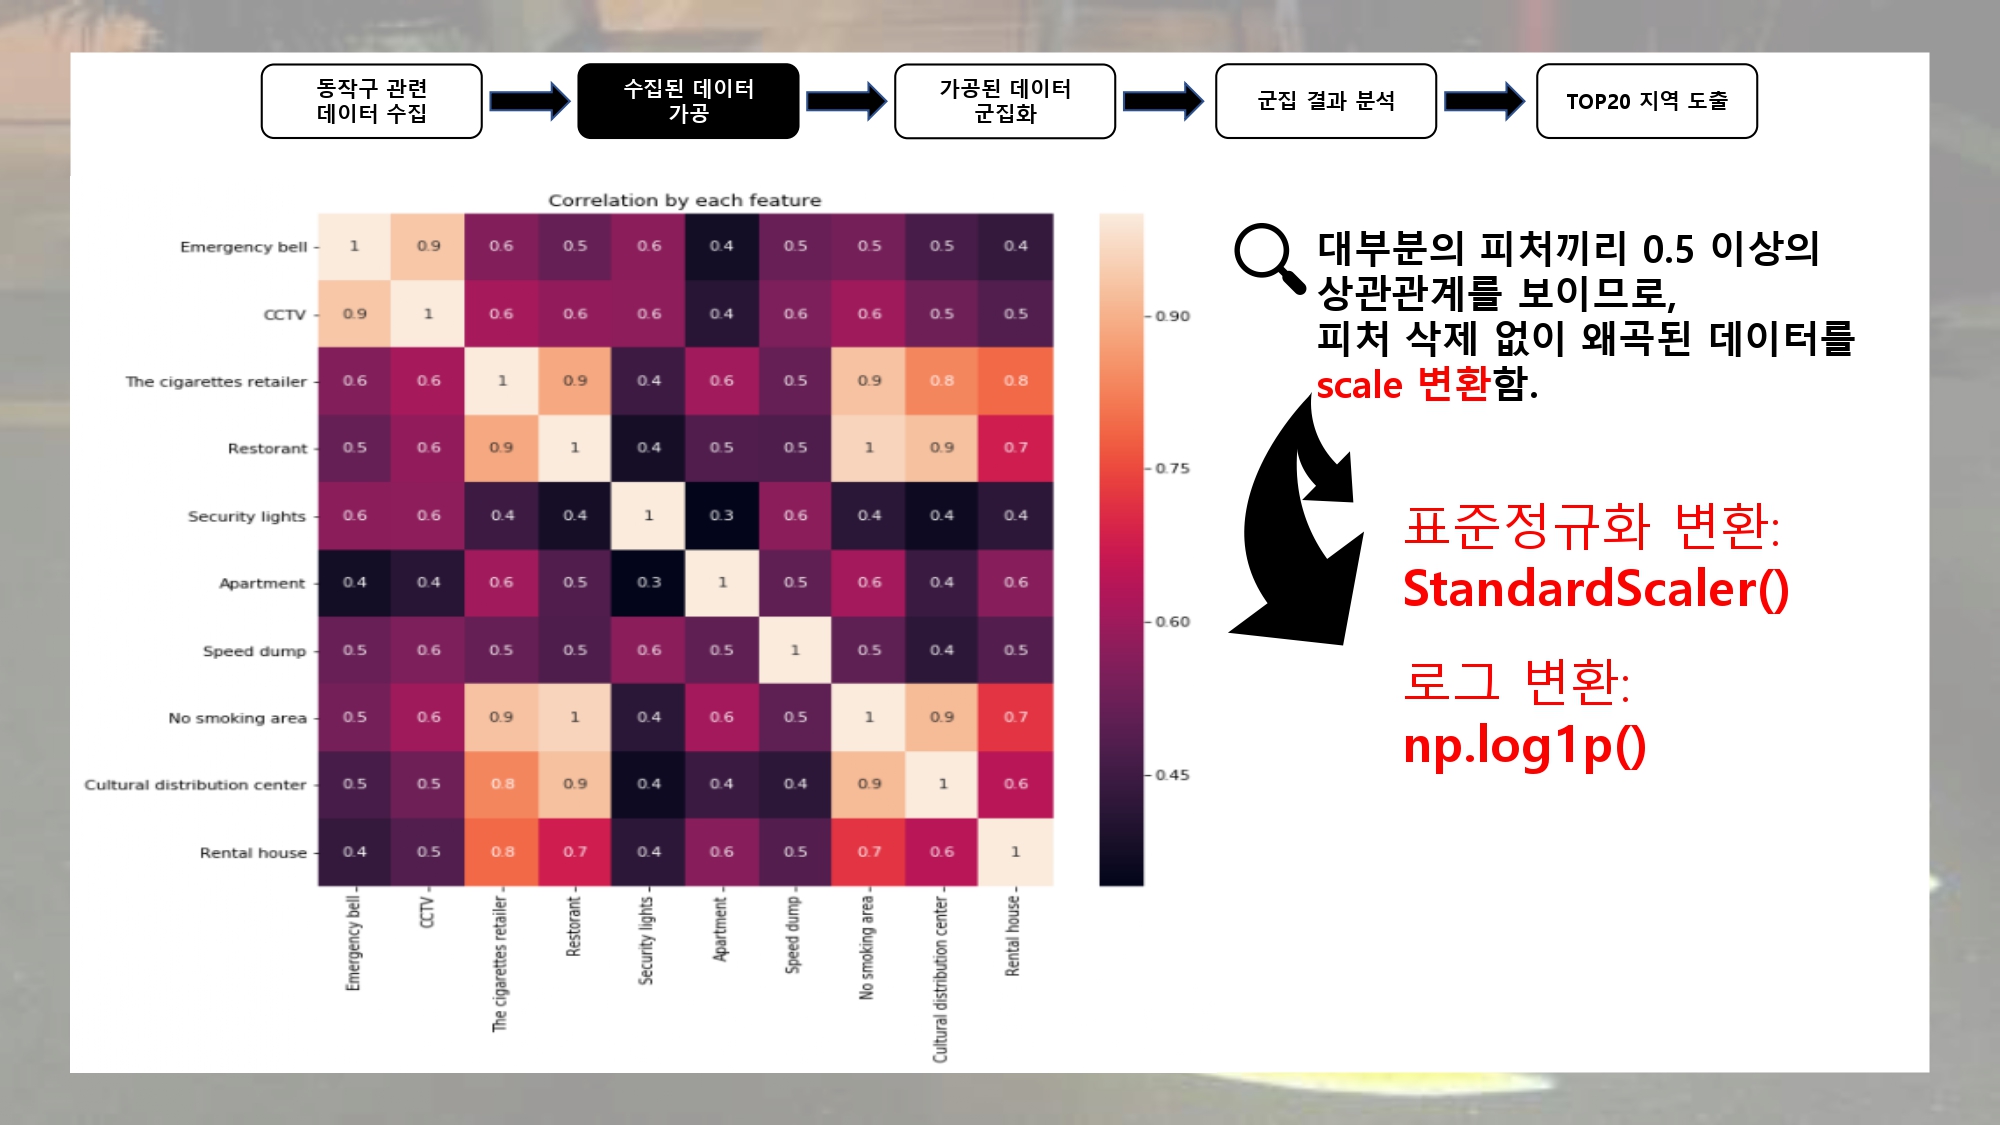 동작구 관련
데이터 수집
수집된 데이터
가공
가공된 데이터
군집화
군집 결과 분석
TOP20 지역 도출
Correlation by each feature
Emergency bell 1 0.9 0.6 0.5 0.6 0.4 0.5 0.5 0.5 0.4
CCTV 0.9 1 0.6 0.6 0.6 0.4 0.6 0.6 0.5 0.5
The cigarettes retailer 0.6 0.6 1 0.9 0.4 0.6 0.5 0.9 0.8 0.8
Restorant 0.5 0.6 0.9 1 0.4 0.5 0.5 1 0.9 0.7
Security lights 0.6 0.6 0.4 0.4 1 0.3 0.6 0.4 0.4 0.4
Apartment 0.4 0.4 0.6 0.5 0.3 1 0.5 0.6 0.4 0.6
Speed dump 0.5 0.6 0.5 0.5 0.6 0.5 1 0.5 0.4 0.5
No smoking area 0.5 0.6 0.9 1 0.4 0.6 0.5 1 0.9 0.7
Cultural distribution center 0.5 0.5 0.8 0.9 0.4 0.4 0.4 0.9 1 0.6
Rental house 0.4 0.5 0.8 0.7 0.4 0.6 0.5 0.7 0.6 1
Emergency bell
CCTV
The cigarettes retailer
Restorant
Security lights
Apartment
Speed dump
No smoking area
Cultural distribution center
Rental house
0.90
0.75
0.60
0.45
대부분의 피처끼리 0.5 이상의
상관관계를 보이므로,
피처 삭제 없이 왜곡된 데이터를
scale 변환함.
표준정규화 변환:
StandardScaler()
로그 변환:
np.log1p()